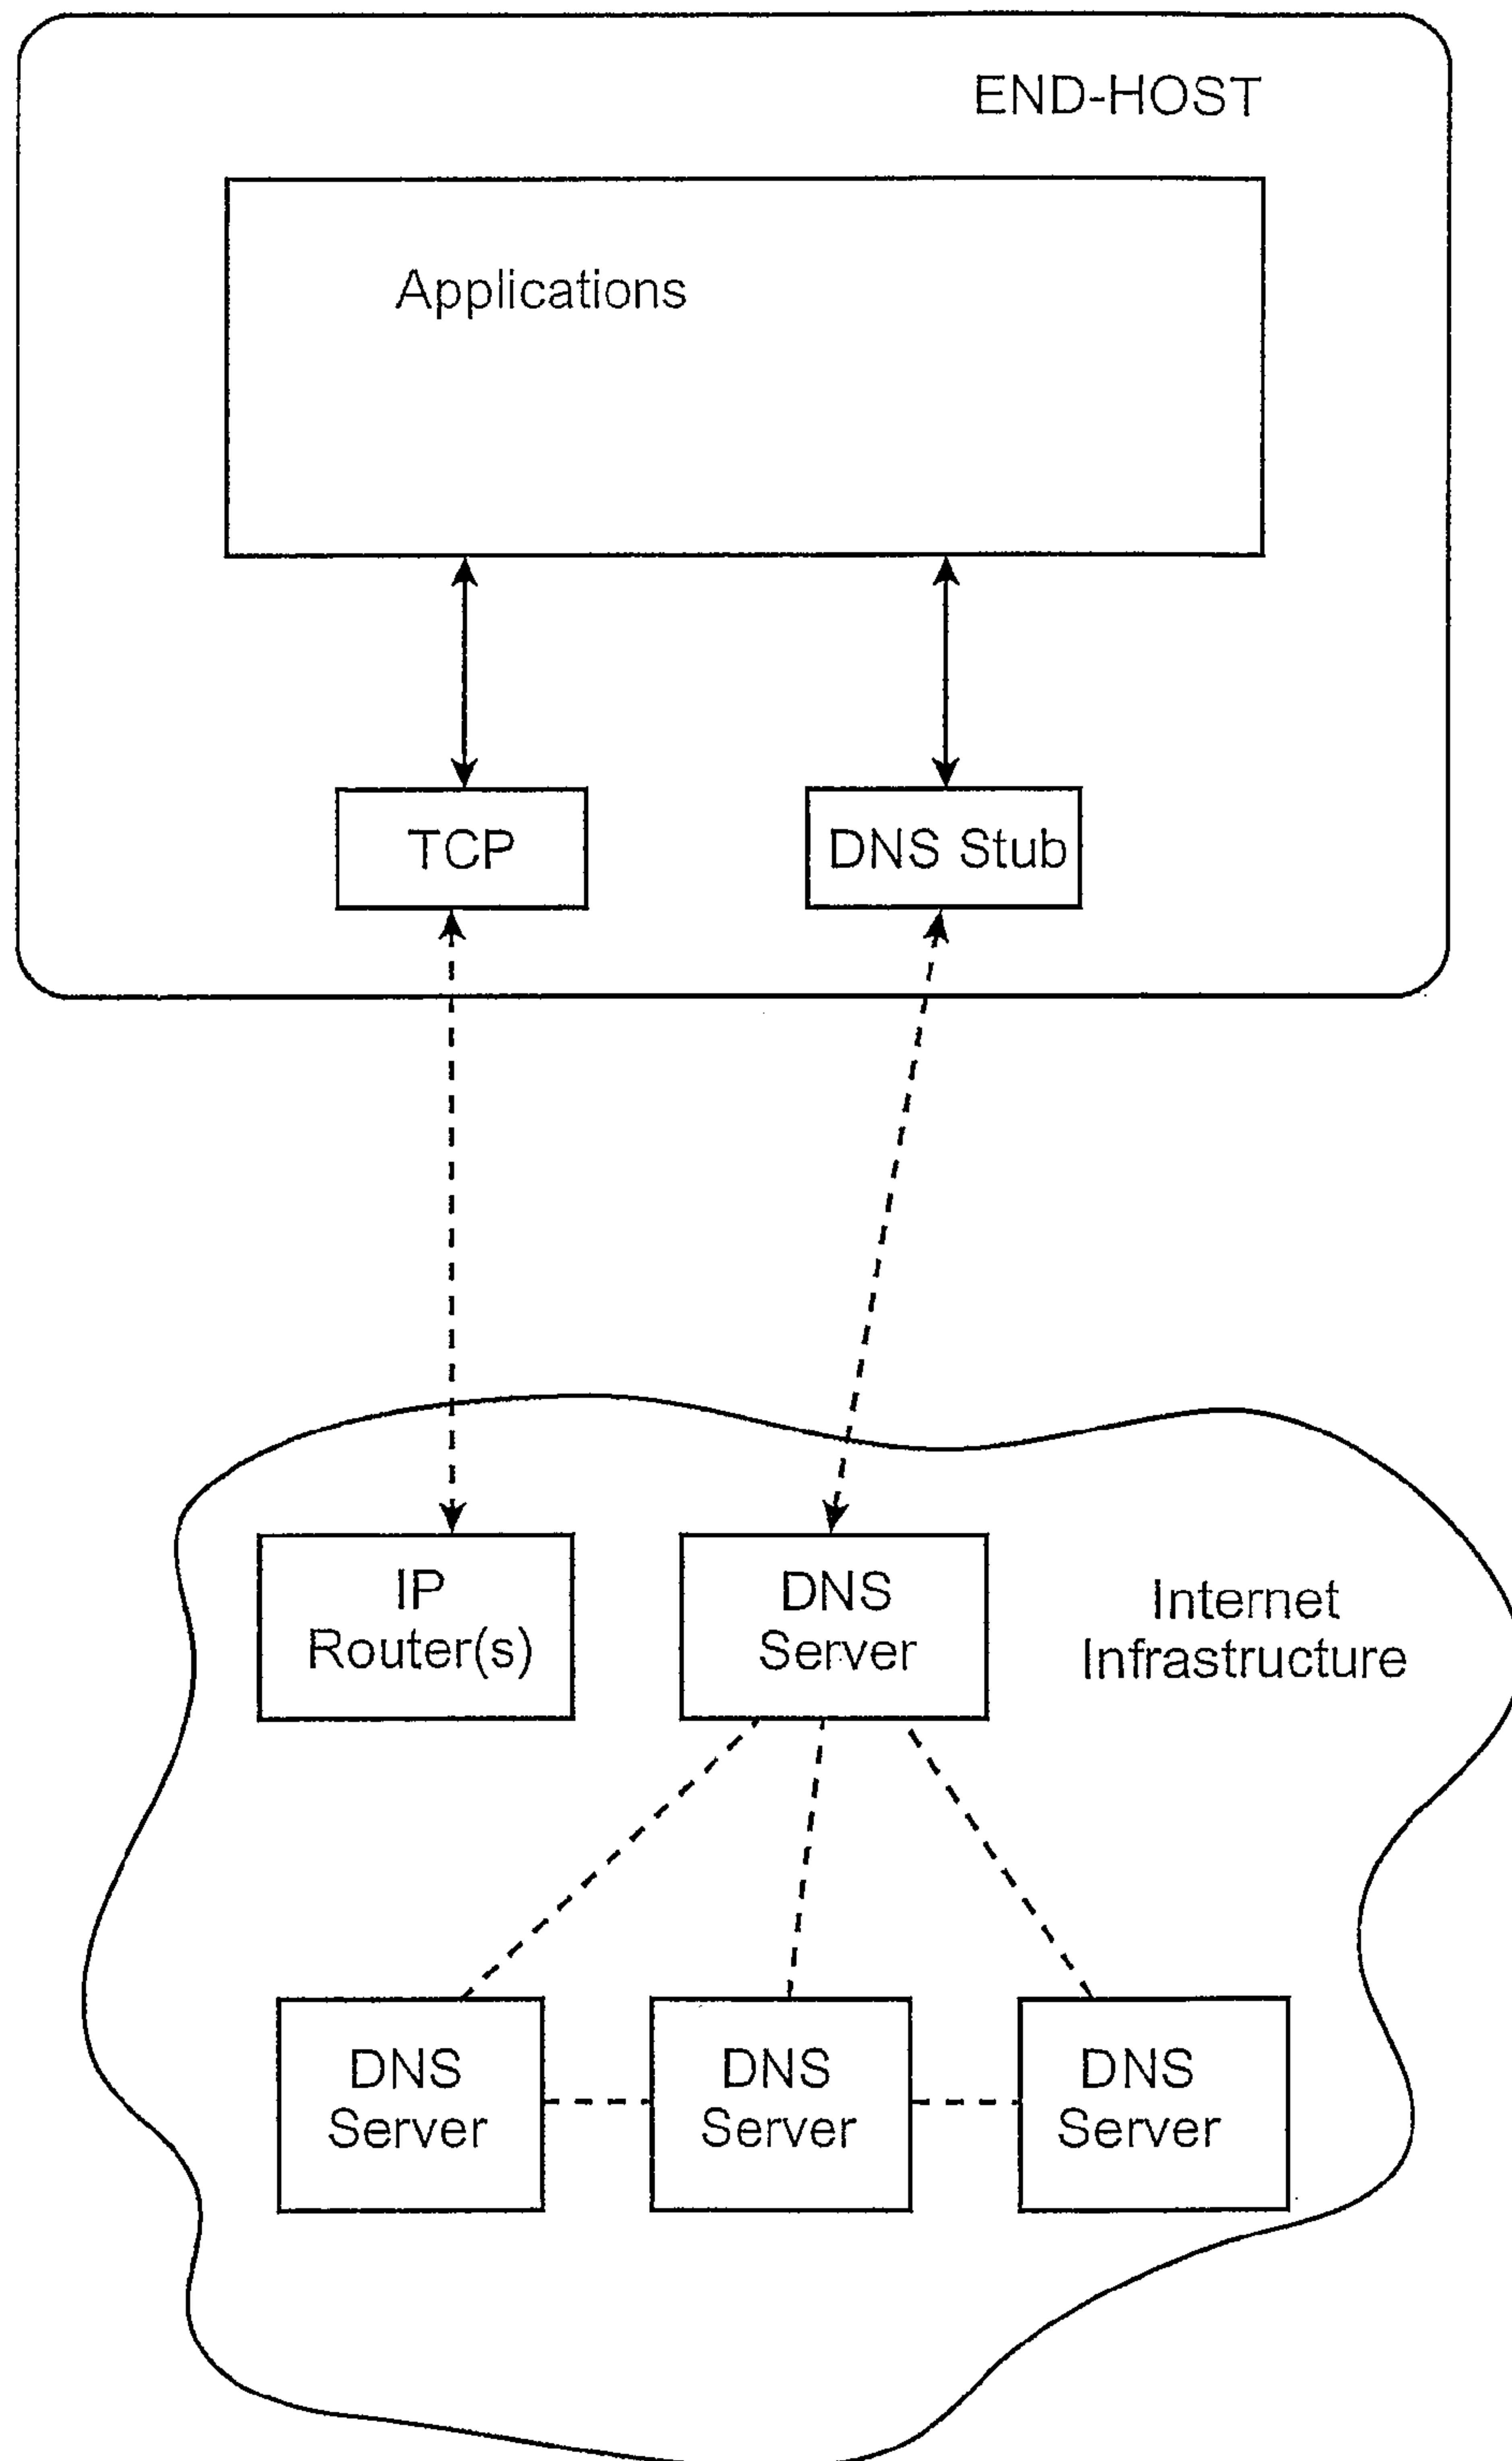 END-HOST
Applications
TCP
DNS Stub
IP
Router(s)
DNS
Server
Internet
Infrastructure
DNS
Server
DNS
Server
DNS
Server